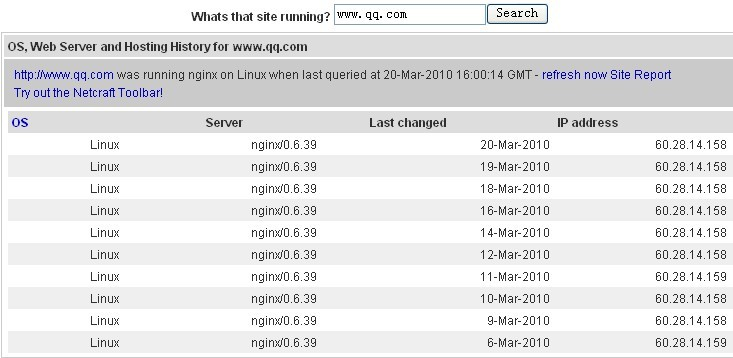 Whats that site running? www.qq.com Search
OS, Web Server and Hosting History for www.qq.com
http://www.qq.com was running nginx on Linux when last queried at 20-Mar-2010 16:00:14 GMT - refresh now Site Report
Try out the Netcraft Toolbar!
OS Server Last changed IP address
Linux nginx/0.6.39 20-Mar-2010 60.28.14.158
Linux nginx/0.6.39 19-Mar-2010 60.28.14.158
Linux nginx/0.6.39 18-Mar-2010 60.28.14.158
Linux nginx/0.6.39 16-Mar-2010 60.28.14.158
Linux nginx/0.6.39 14-Mar-2010 60.28.14.158
Linux nginx/0.6.39 12-Mar-2010 60.28.14.158
Linux nginx/0.6.39 11-Mar-2010 60.28.14.159
Linux nginx/0.6.39 10-Mar-2010 60.28.14.158
Linux nginx/0.6.39 9-Mar-2010 60.28.14.158
Linux nginx/0.6.39 6-Mar-2010 60.28.14.159